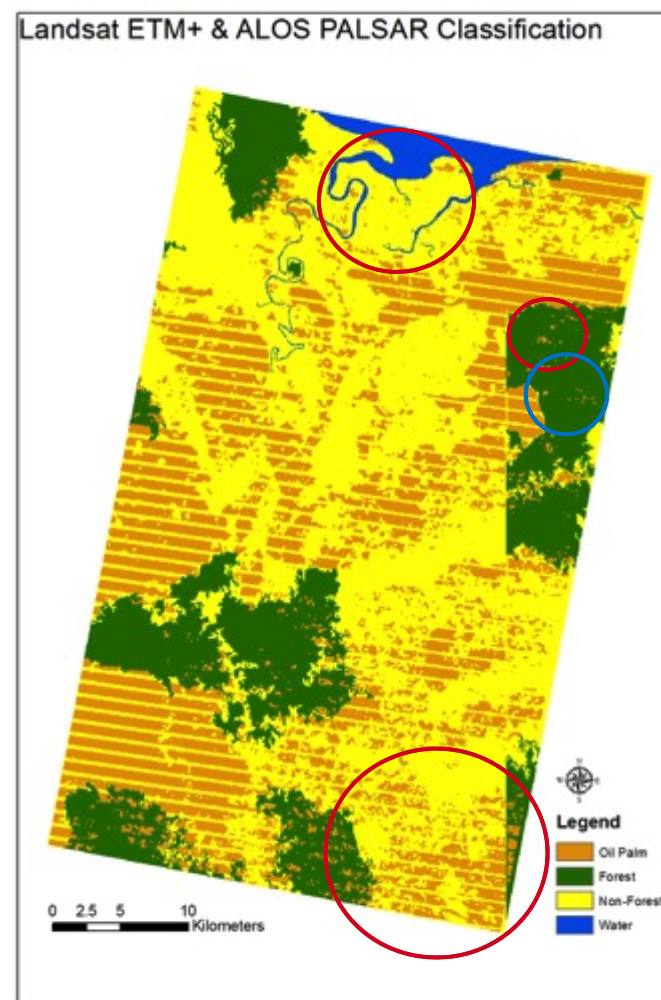 Landsat ETM+ & ALOS PALSAR Classification
N
Legend
Oil Palm
Forest
Non-Forest
Water
0 2.5 5 10
Kilometers